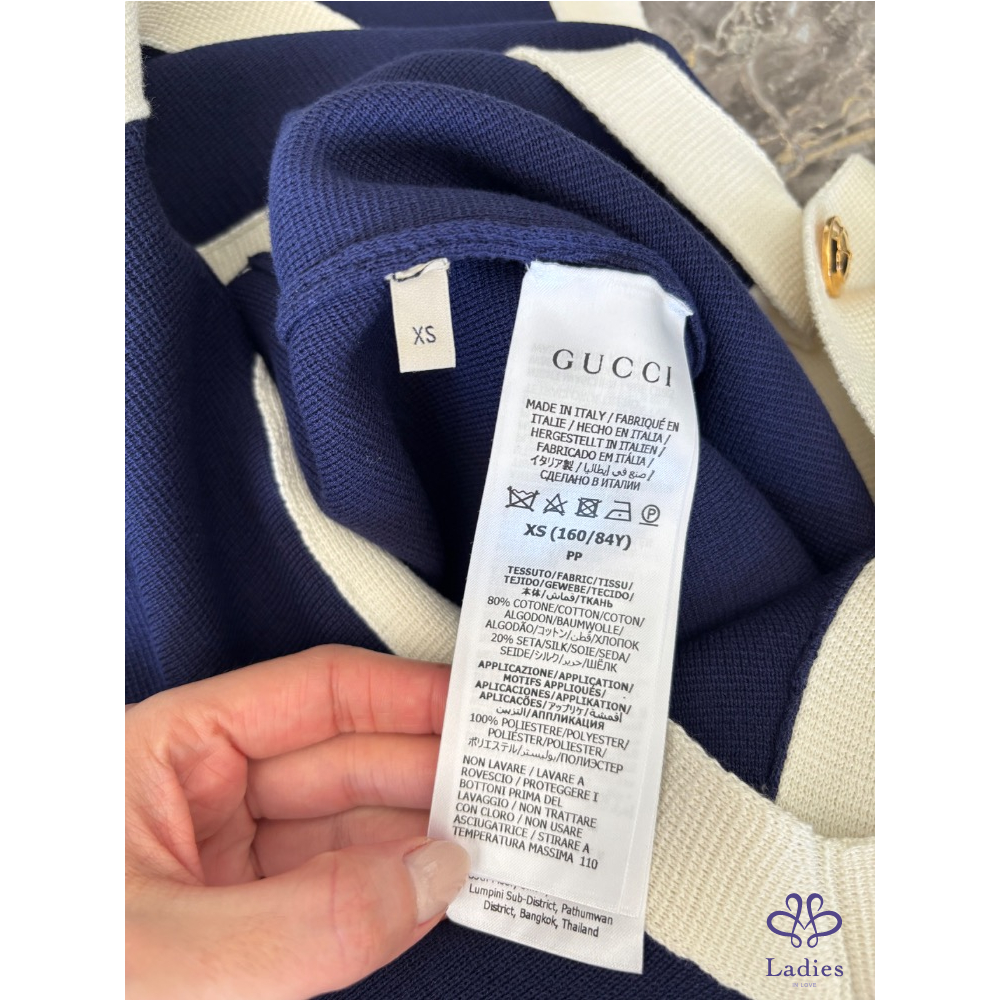 XS
GUCCI
MADE IN ITALY / FABRIQUÉ EN
ITALIE / HECHO EN ITALIA /
HERGESTELLT IN ITALIEN /
FABRICADO EM ITÁLIA /
イタリア製 / صنع في إيطاليا /
СДЕЛАНО В ИТАЛИИ
P
XS (160/84Y)
PP
TESSUTO/FABRIC/TISSU/
TEJIDO/GEWEBE/TECIDO/
本体/قماش/ТКАНЬ
80% COTONE/COTTON/COTON/
ALGODON/BAUMWOLLE/
ALGODÃO/コットン/قطن/ХЛОПОК
20% SETA/SILK/SOIE/SEDA/
SEIDE/シルク/حرير/ШЁЛК
APPLICAZIONE/APPLICATION/
MOTIFS APPLIQUÉS/
APLICACIONES/APPLIKATION/
APLICAÇÕES/アップリケ/أقمشة
التزيين/АППЛИКАЦИЯ
100% POLIESTERE/POLYESTER/
POLIÉSTER/POLIESTER/
ポリエステル/بوليستر/ПОЛИЭСТЕР
NON LAVARE / LAVARE A
ROVESCIO / PROTEGGERE I
BOTTONI PRIMA DEL
LAVAGGIO / NON TRATTARE
CON CLORO / NON USARE
ASCIUGATRICE / STIRARE A
TEMPERATURA MASSIMA 110
Lumpini Sub-District, Pathumwan
District, Bangkok, Thailand
Ladies
IN LOVE